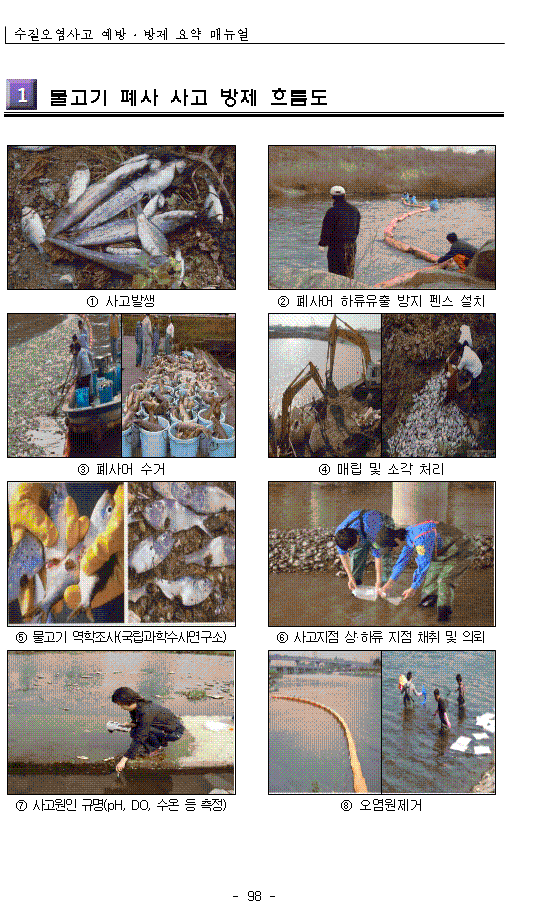 수질오염사고 예방·방제 요약 매뉴얼
1 물고기 폐사 사고 방제 흐름도
① 사고발생
② 폐사어 하류유출 방지 펜스 설치
③ 폐사어 수거
④ 매립 및 소각 처리
⑤ 물고기 역학조사(국립과학수사연구소)
⑥ 사고지점 상·하류 지점 채취 및 의뢰
⑦ 사고원인 규명(pH, DO, 수온 등 측정)
⑧ 오염원제거
- 98 -